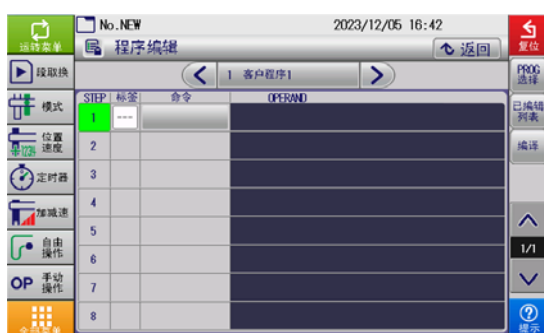 No.NEW 2023/12/05 16:42
运转菜单
程序编辑
返回
复位
段取换
1 客户程序1
PROG
选择
模式
STEP 标签 命令 OPERAND
已编辑
列表
1 ---
位置
速度
2
编译
定时器
3
加减速
4
5
自由
操作
6
1/1
OP 手动
操作
7
8
全部菜单
提示